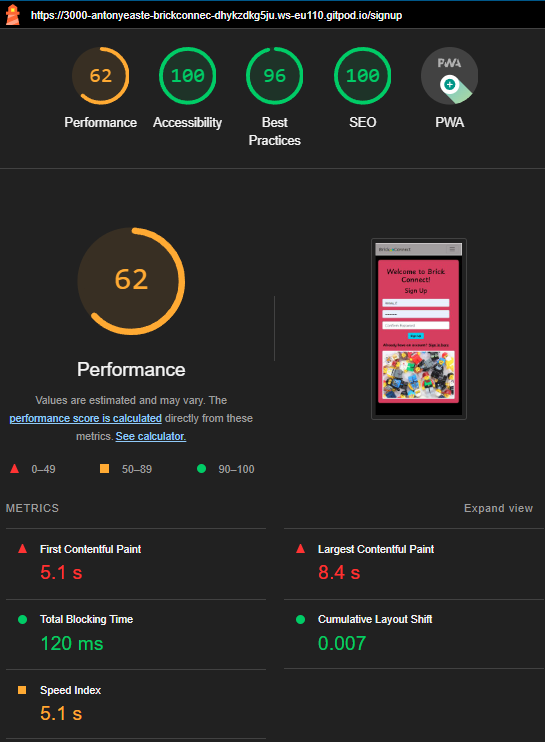 https://3000-antonyeaste-brickconnec-dhykzdkg5ju.ws-eu110.gitpod.io/signup
62 100 96 100 PWA
Performance Accessibility Best Practices SEO PWA
62
Performance
Values are estimated and may vary. The
performance score is calculated directly from these
metrics. See calculator.
0–49 50–89 90–100
Brick Connect
Welcome to Brick
Connect!
Sign Up
Confirm Password
Already have an account? Sign in here
METRICS Expand view
First Contentful Paint
5.1 s
Largest Contentful Paint
8.4 s
Total Blocking Time
120 ms
Cumulative Layout Shift
0.007
Speed Index
5.1 s